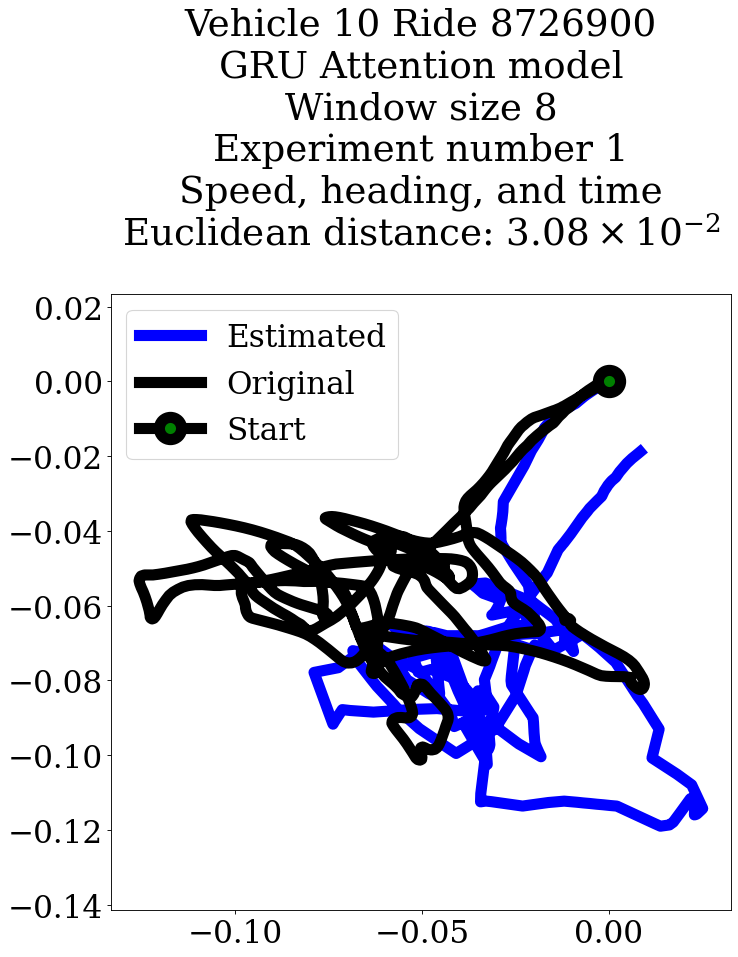 Vehicle 10 Ride 8726900
GRU Attention model
Window size 8
Experiment number 1
Speed, heading, and time
Euclidean distance: 3.08 × 10⁻²
Estimated
Original
Start
0.02
0.00
−0.02
−0.04
−0.06
−0.08
−0.10
−0.12
−0.14
−0.10
−0.05
0.00